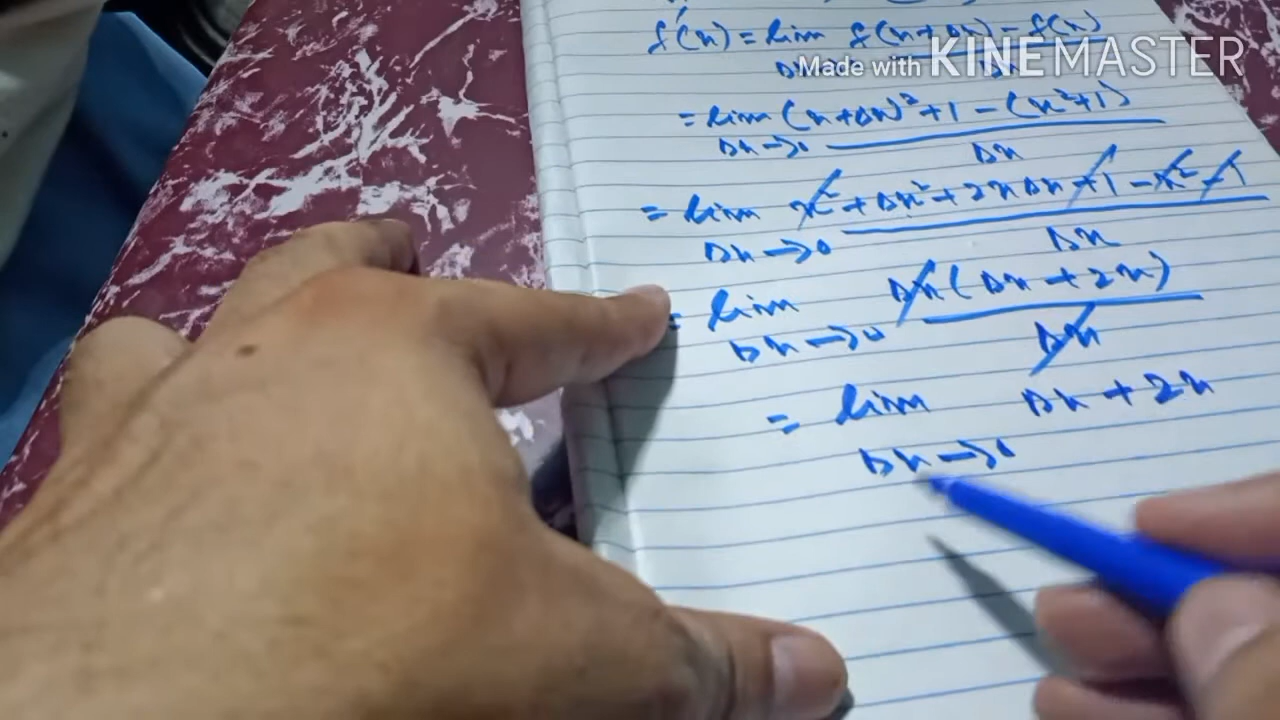 f'(x) = lim f(x+Δx) - f(x)
Δx→0 Δx
Made with KINEMASTER
= lim (x+Δx)²+1 - (x²+1)
Δx→0 Δx
= lim x² + Δx² + 2xΔx + 1 - x² - 1
Δx→0 Δx
= lim Δx(Δx + 2x)
Δx→0 Δx
= lim Δx + 2x
Δx→0